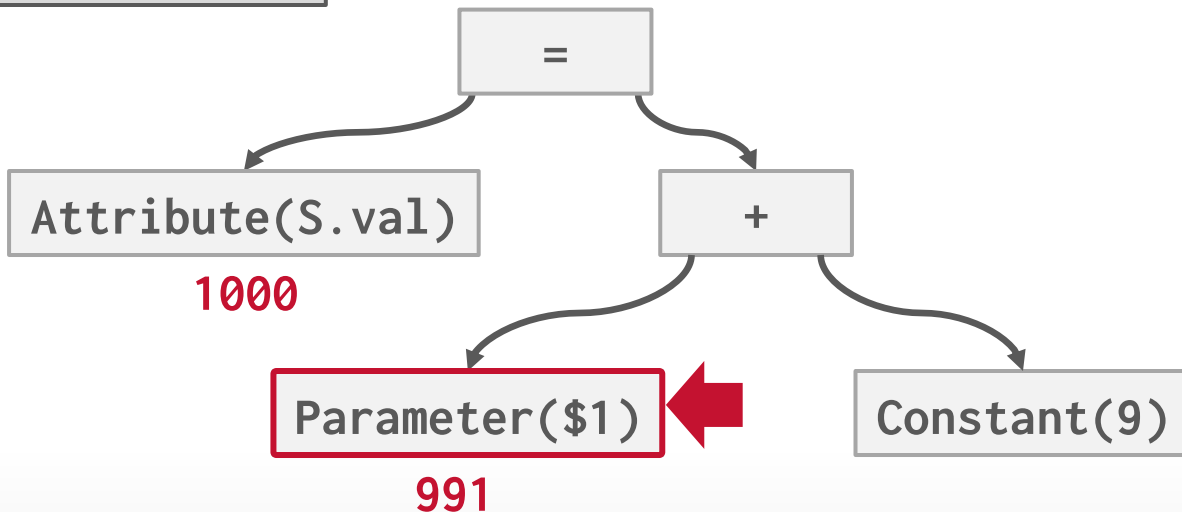 =
Attribute(S.val)
+
1000
Parameter($1)
Constant(9)
991